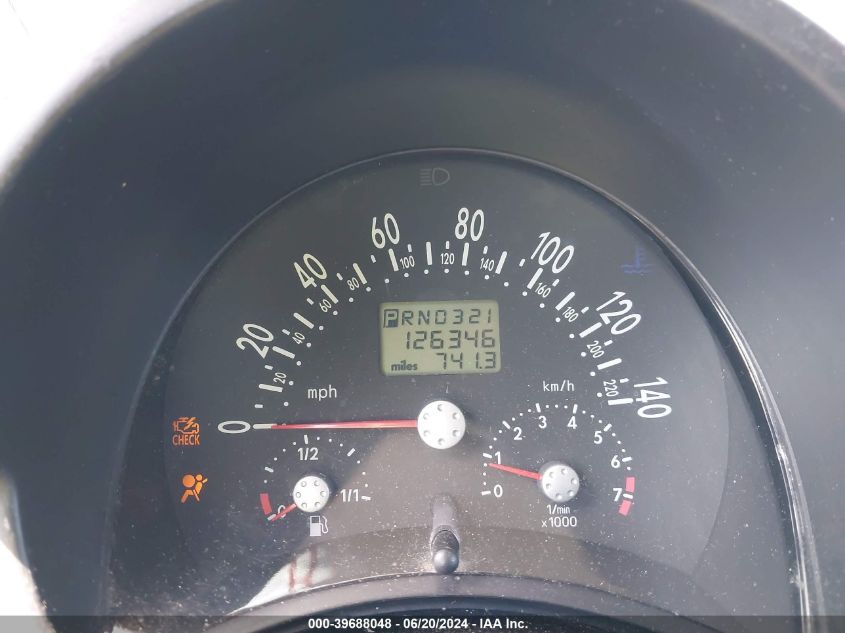 PRND321
126346
miles 741.3
0 20 40 60 80 100 120 140
20 40 60 80 100 120 140 160 180 200 220
mph
km/h
CHECK
0 1/2 1/1
0 1 2 3 4 5 6 7
1/min
x1000
000-39688048 - 06/20/2024 - IAA Inc.